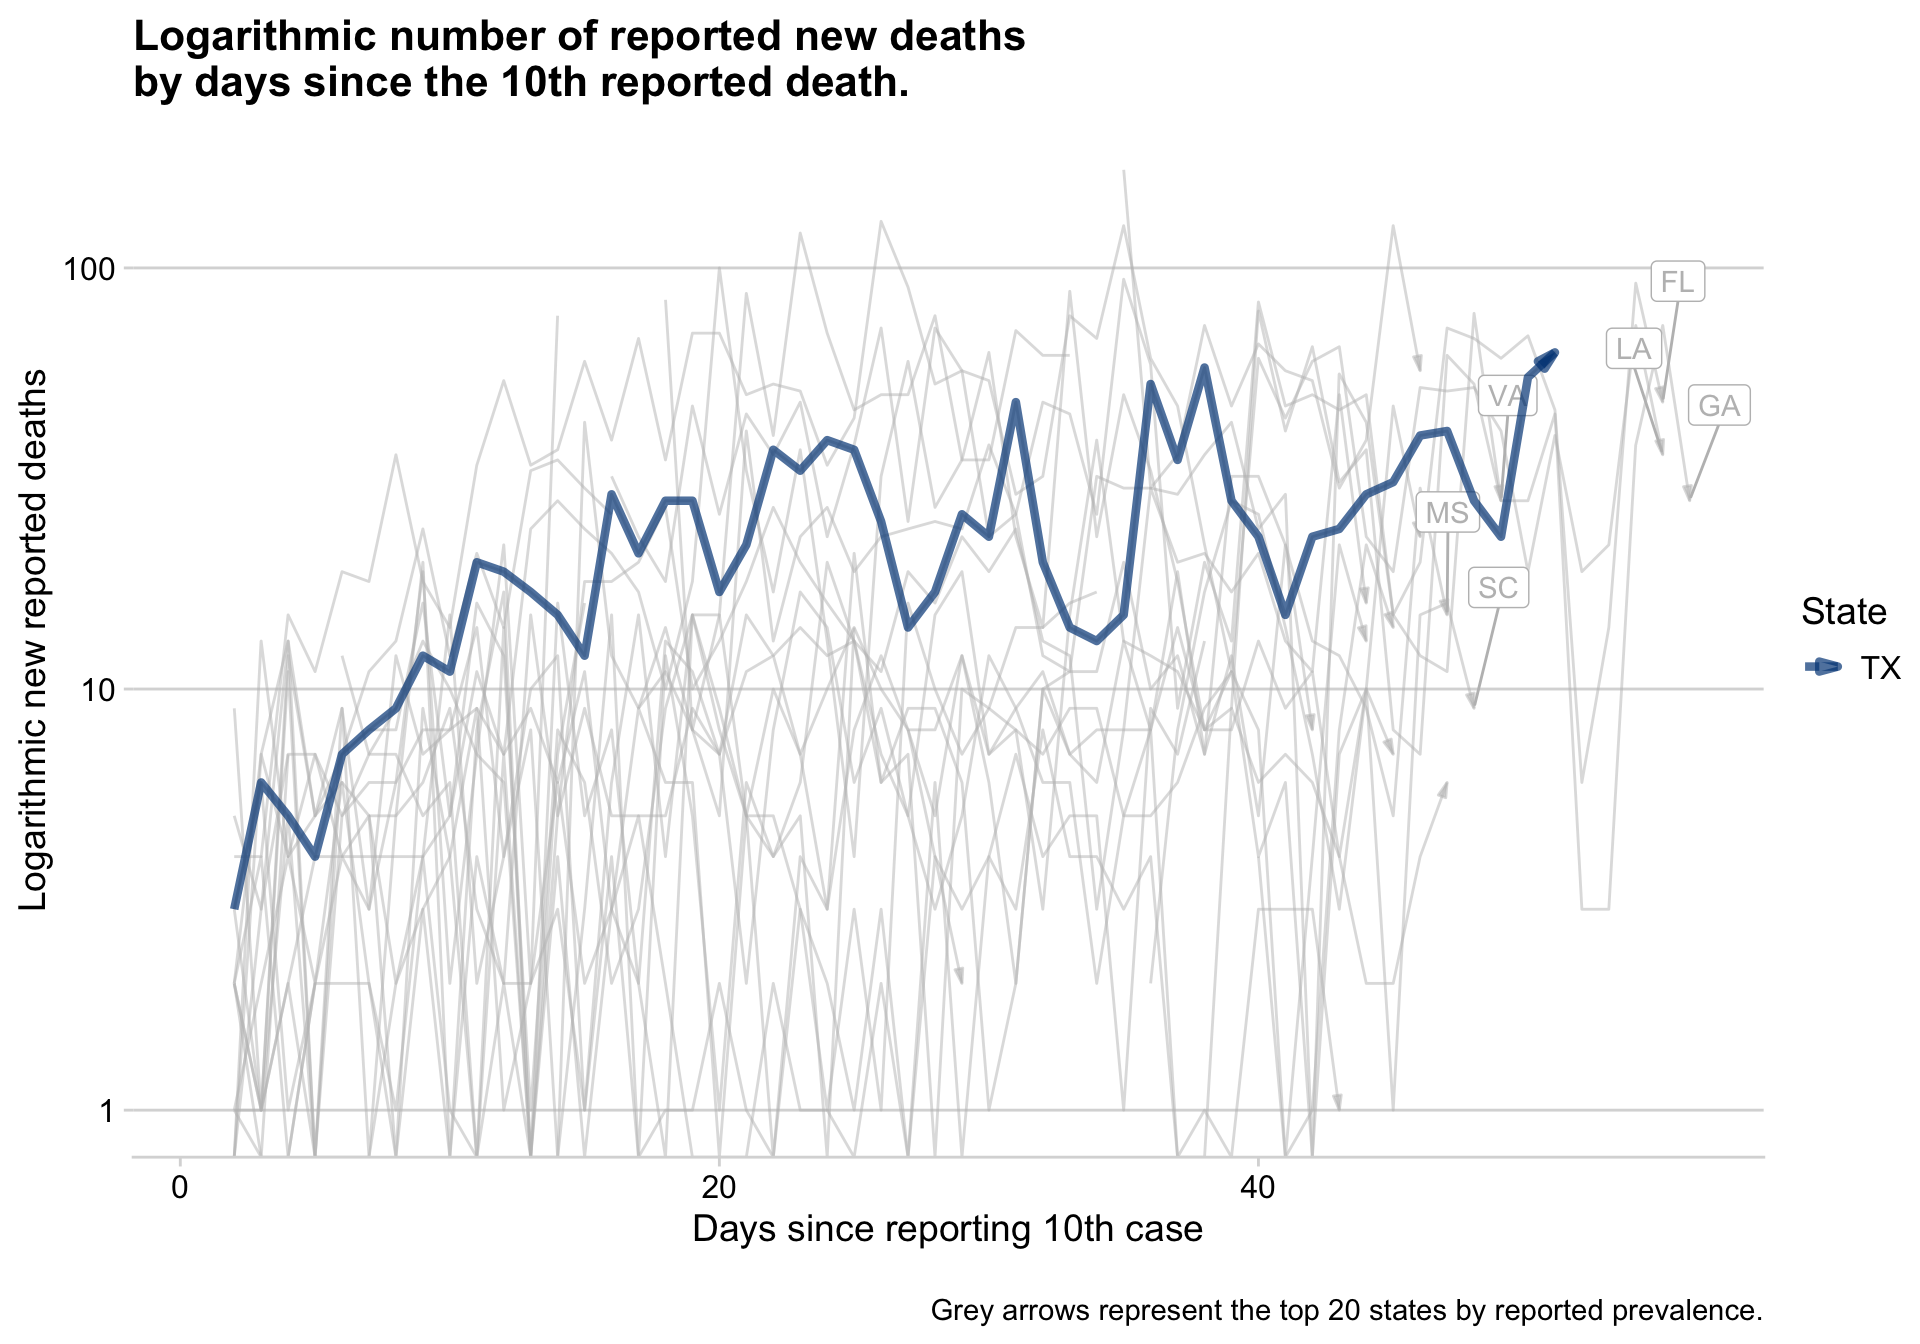 Logarithmic number of reported new deaths
by days since the 10th reported death.
Logarithmic new reported deaths
100
10
1
FL
LA
VA
GA
MS
SC
State
TX
0
20
40
Days since reporting 10th case
Grey arrows represent the top 20 states by reported prevalence.